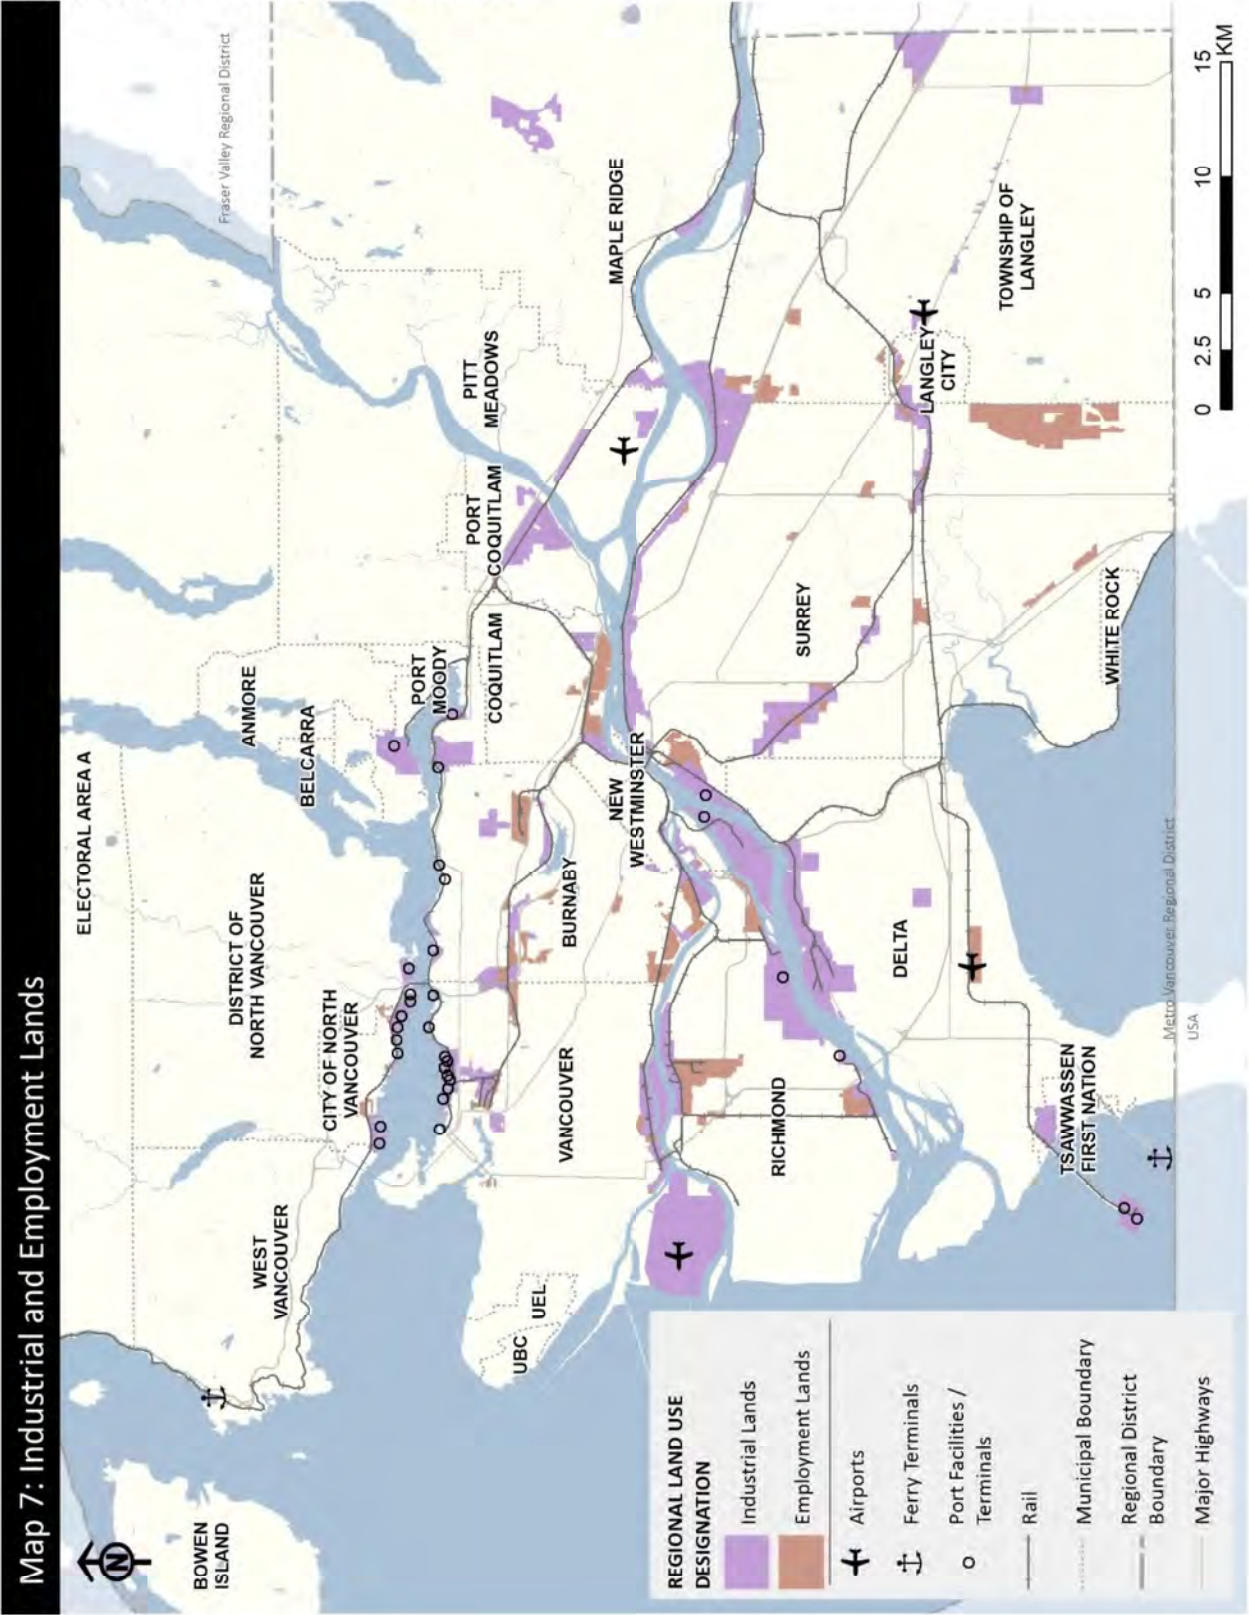 Map 7: Industrial and Employment Lands
N
BOWEN
ISLAND
WEST
VANCOUVER
ELECTORAL AREA A
DISTRICT OF
NORTH VANCOUVER
CITY OF NORTH
VANCOUVER
BELCARRA
ANMORE
PORT
MOODY
COQUITLAM
PORT
COQUITLAM
PITT
MEADOWS
MAPLE RIDGE
Fraser Valley Regional District
UBC
UEL
VANCOUVER
BURNABY
NEW
WESTMINSTER
RICHMOND
DELTA
SURREY
LANGLEY
CITY
TOWNSHIP OF
LANGLEY
WHITE ROCK
TSAWWASSEN
FIRST NATION
Metro Vancouver Regional District
USA
REGIONAL LAND USE
DESIGNATION
Industrial Lands
Employment Lands
Airports
Ferry Terminals
Port Facilities /
Terminals
Rail
Municipal Boundary
Regional District
Boundary
Major Highways
0 2.5 5 10 15
KM